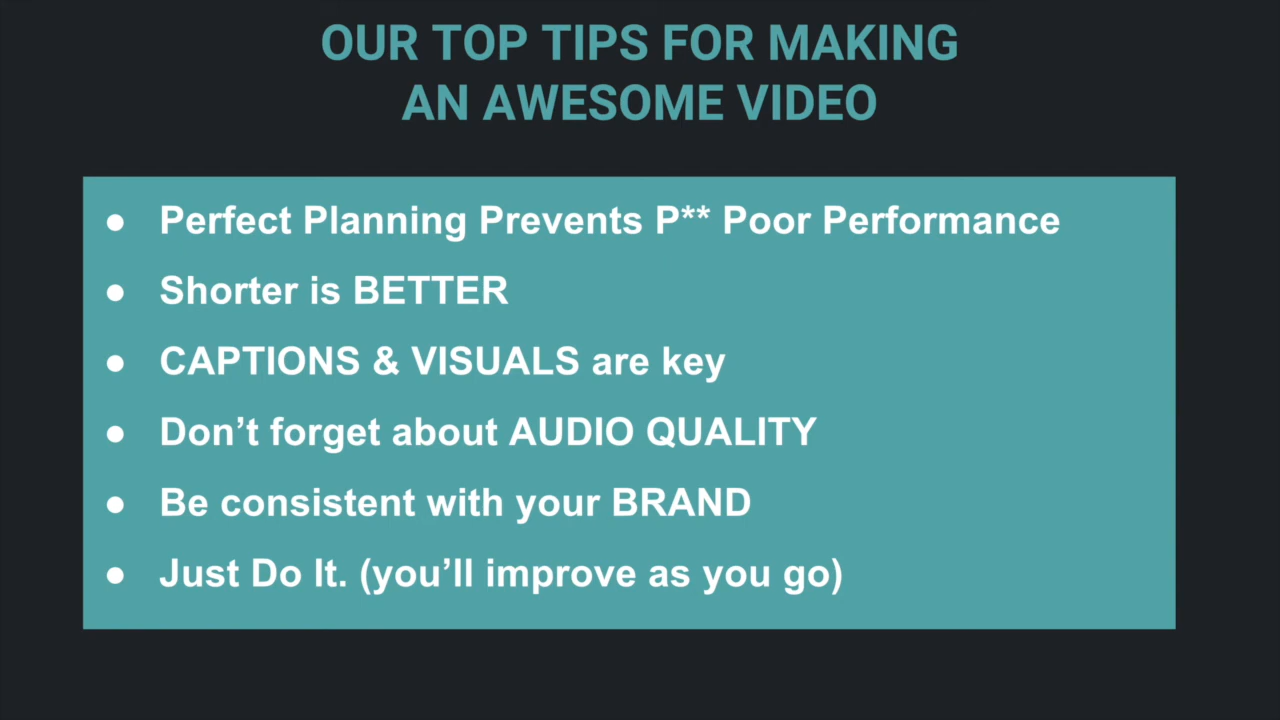 OUR TOP TIPS FOR MAKING
AN AWESOME VIDEO
● Perfect Planning Prevents P** Poor Performance
● Shorter is BETTER
● CAPTIONS & VISUALS are key
● Don’t forget about AUDIO QUALITY
● Be consistent with your BRAND
● Just Do It. (you’ll improve as you go)